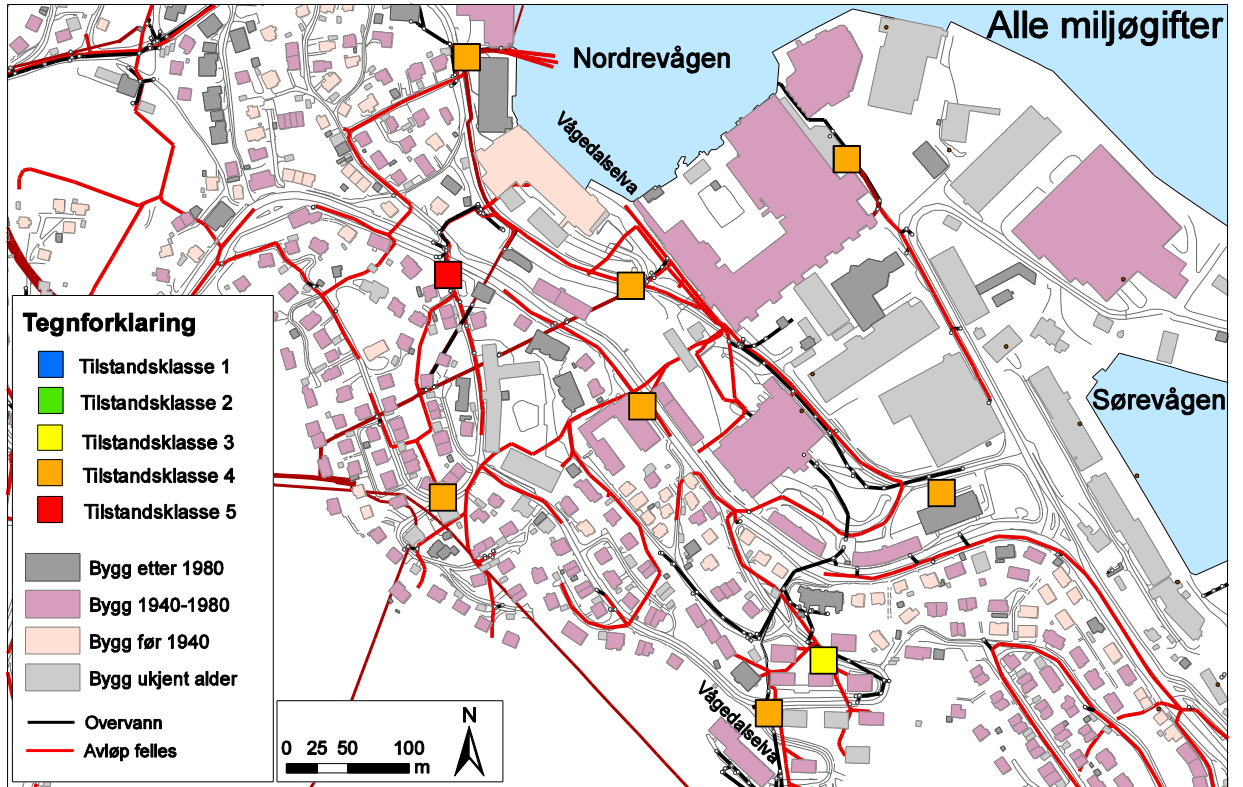 Alle miljøgifter
Nordrevågen
Vågedalselva
Sørevågen
Tegnforklaring
Tilstandsklasse 1
Tilstandsklasse 2
Tilstandsklasse 3
Tilstandsklasse 4
Tilstandsklasse 5
Bygg etter 1980
Bygg 1940-1980
Bygg før 1940
Bygg ukjent alder
Overvann
Avløp felles
N
0 25 50 100
m
Vågedalselva